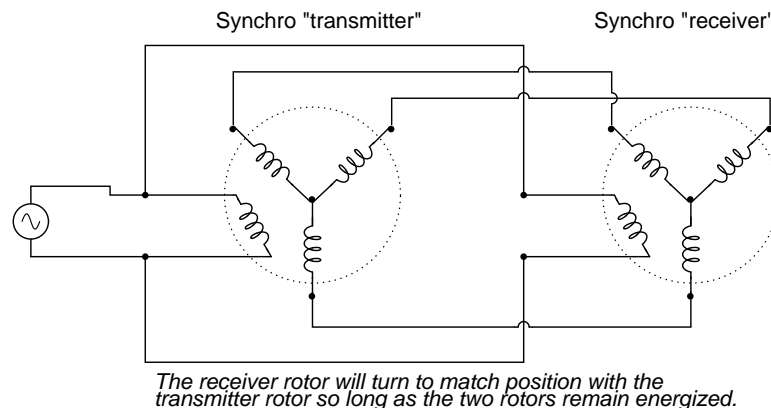 Synchro "transmitter"
Synchro "receiver"
The receiver rotor will turn to match position with the
transmitter rotor so long as the two rotors remain energized.